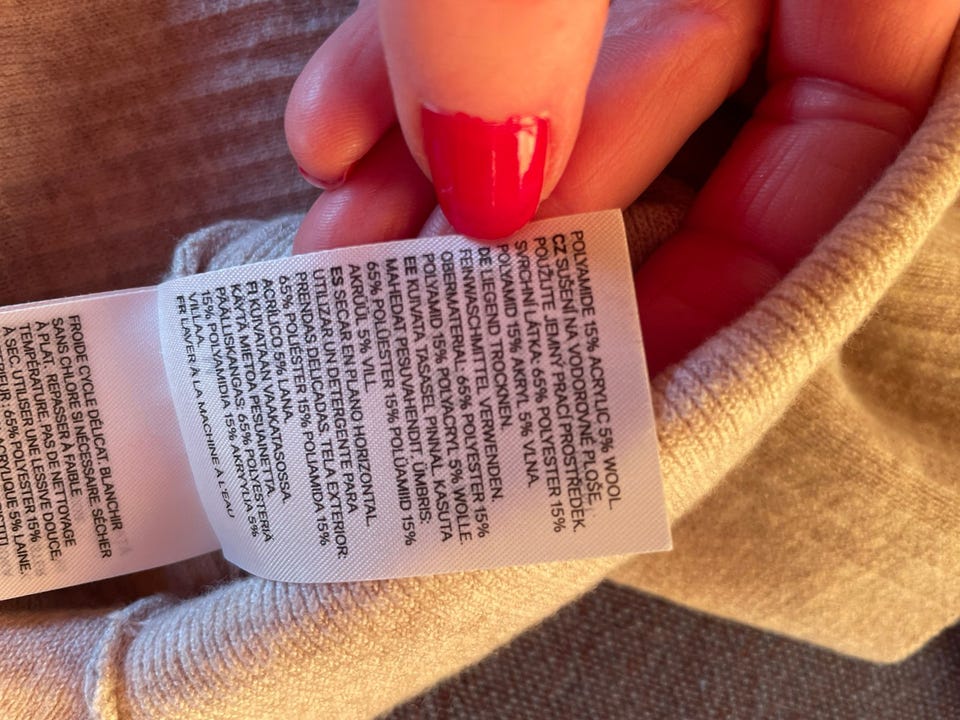 POLYAMIDE 15% ACRYLIC 5% WOOL
CZ SUŠENÍ NA VODOROVNÉ PLOŠE.
POUŽIJTE JEMNÝ PRACÍ PROSTŘEDEK.
SVRCHNÍ LÁTKA: 65% POLYESTER 15%
POLYAMID 15% AKRYL 5% VLNA.
DE LIEGEND TROCKNEN.
FEINWASCHMITTEL VERWENDEN.
OBERMATERIAL: 65% POLYESTER 15%
POLYAMID 15% POLYACRYL 5% WOLLE.
EE KUIVATA TASASEL PINNAL. KASUTA
MAHEDAT PESUVAHENDIT. ÜMBRIS:
65% POLÜESTER 15% POLÜAMIID 15%
AKRÜÜL 5% VILL.
ES SECAR EN PLANO HORIZONTAL.
UTILIZAR UN DETERGENTE PARA
PRENDAS DELICADAS. TELA EXTERIOR:
65% POLIÉSTER 15% POLIAMIDA 15%
ACRÍLICO 5% LANA.
FI KUIVATAAN VAAKATASOSSA.
KÄYTÄ MIETOA PESUAINETTA.
PÄÄLLISKANGAS: 65% POLYESTERIÄ
15% POLYAMIDIA 15% AKRYYLIA 5%
VILLAA.
FR LAVER À LA MACHINE À L'EAU
FROIDE CYCLE DÉLICAT. BLANCHIR
SANS CHLORE SI NÉCESSAIRE. SÉCHER
À PLAT. REPASSER À FAIBLE
TEMPÉRATURE. PAS DE NETTOYAGE
À SEC. UTILISER UNE LESSIVE DOUCE.
: 65% POLYESTER 15%
ACRYLIQUE 5% LAINE.